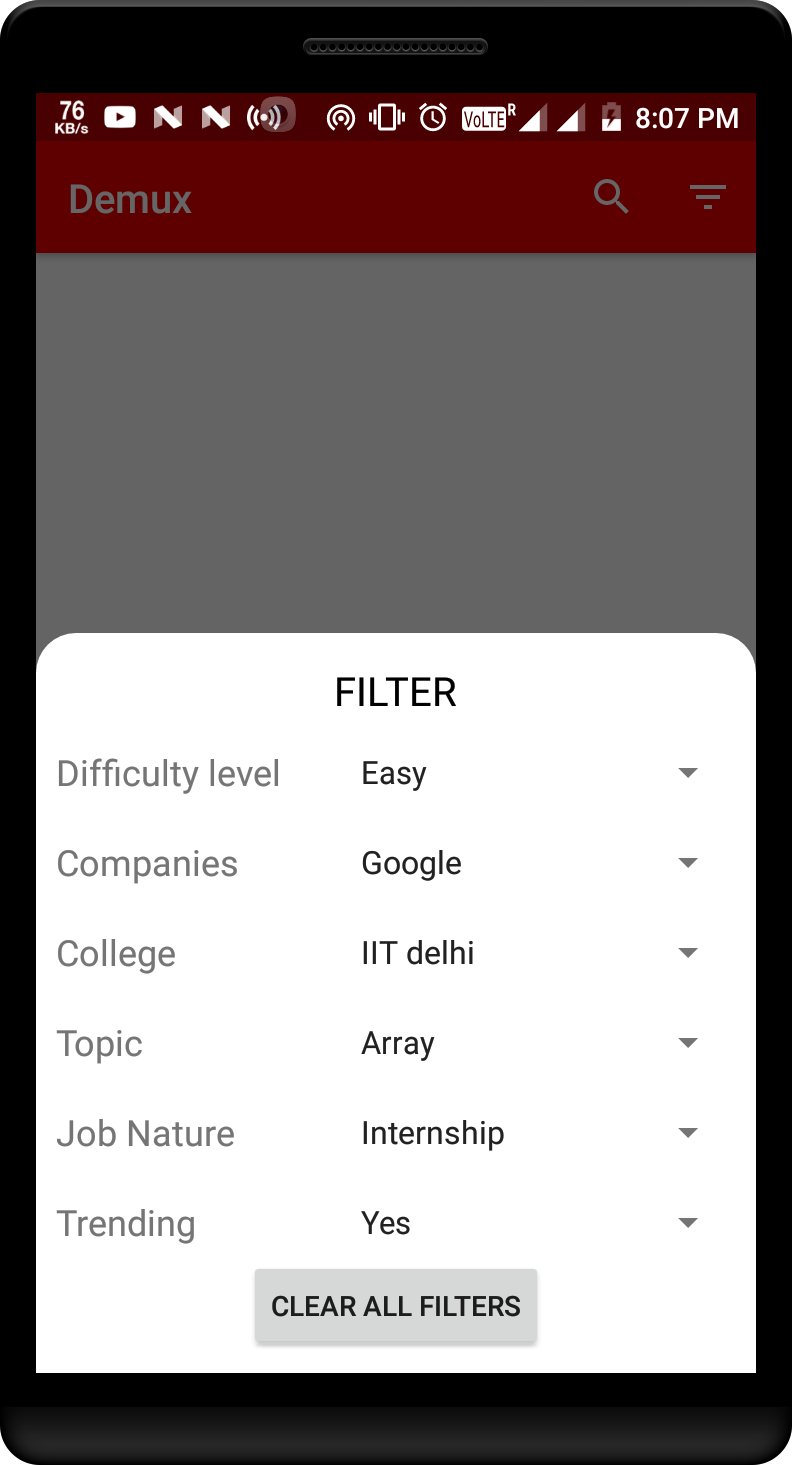 76
KB/s
VoLTE R 8:07 PM
Demux
FILTER
Difficulty level Easy
Companies Google
College IIT delhi
Topic Array
Job Nature Internship
Trending Yes
CLEAR ALL FILTERS